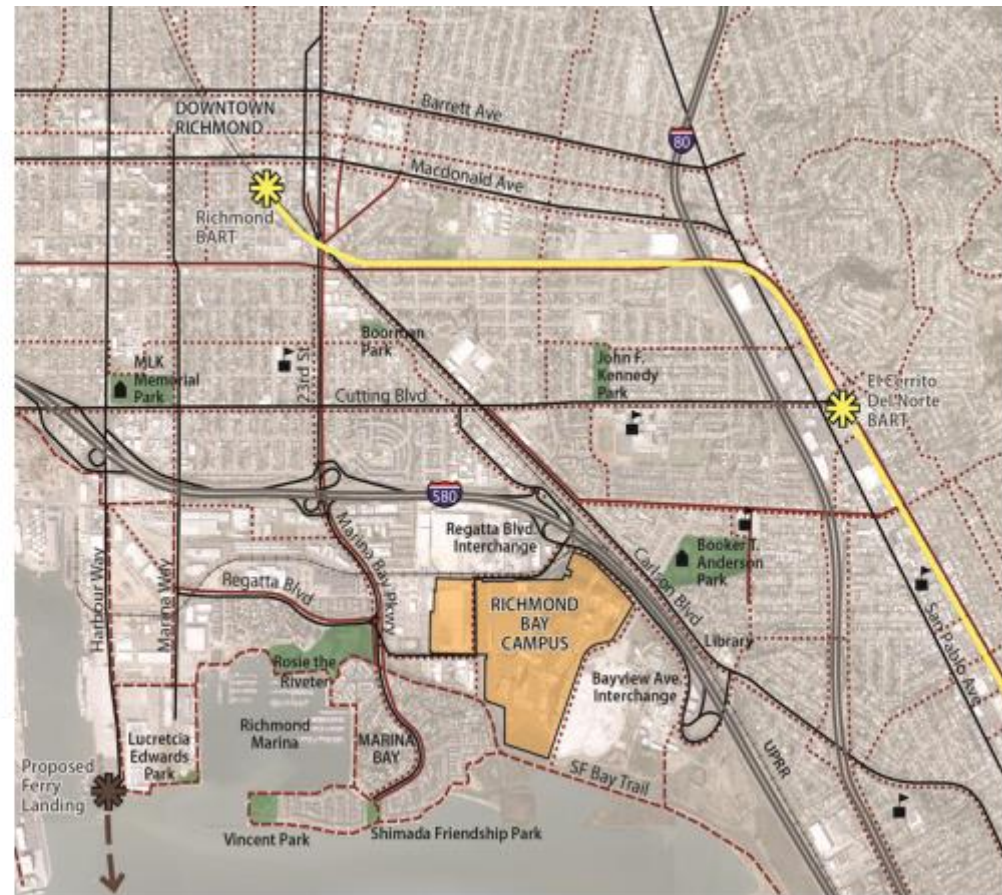 Barrett Ave
DOWNTOWN
RICHMOND
80
Macdonald Ave
Richmond
BART
Boorman
Park
MLK
Memorial
Park
23rd St
John F.
Kennedy
Park
Cutting Blvd
El Cerrito
Del Norte
BART
580
Regatta Blvd.
Interchange
Marina Bay Pkwy
Booker T.
Anderson
Park
Carlson Blvd
Harbour Way
Marina Way
Regatta Blvd
RICHMOND
BAY
CAMPUS
San Pablo Ave
Library
Rosie the
Riveter
Bayview Ave.
Interchange
Richmond
Marina
MARINA
BAY
Lucretcia
Edwards
Park
UPRR
Proposed
Ferry
Landing
SF Bay Trail
Vincent Park
Shimada Friendship Park